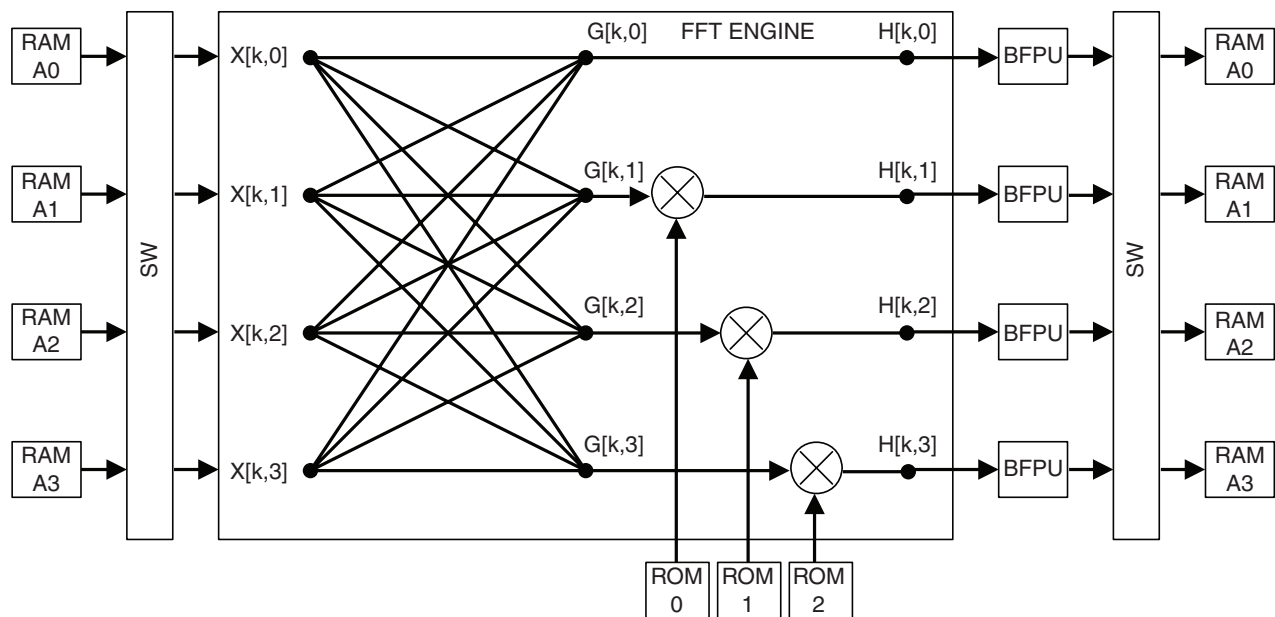 G[k,0] FFT ENGINE H[k,0]
RAM
A0
X[k,0]
BFPU
RAM
A0
RAM
A1
X[k,1]
G[k,1]
H[k,1]
BFPU
RAM
A1
SW
SW
RAM
A2
X[k,2]
G[k,2]
H[k,2]
BFPU
RAM
A2
RAM
A3
X[k,3]
G[k,3]
H[k,3]
BFPU
RAM
A3
ROM
0
ROM
1
ROM
2